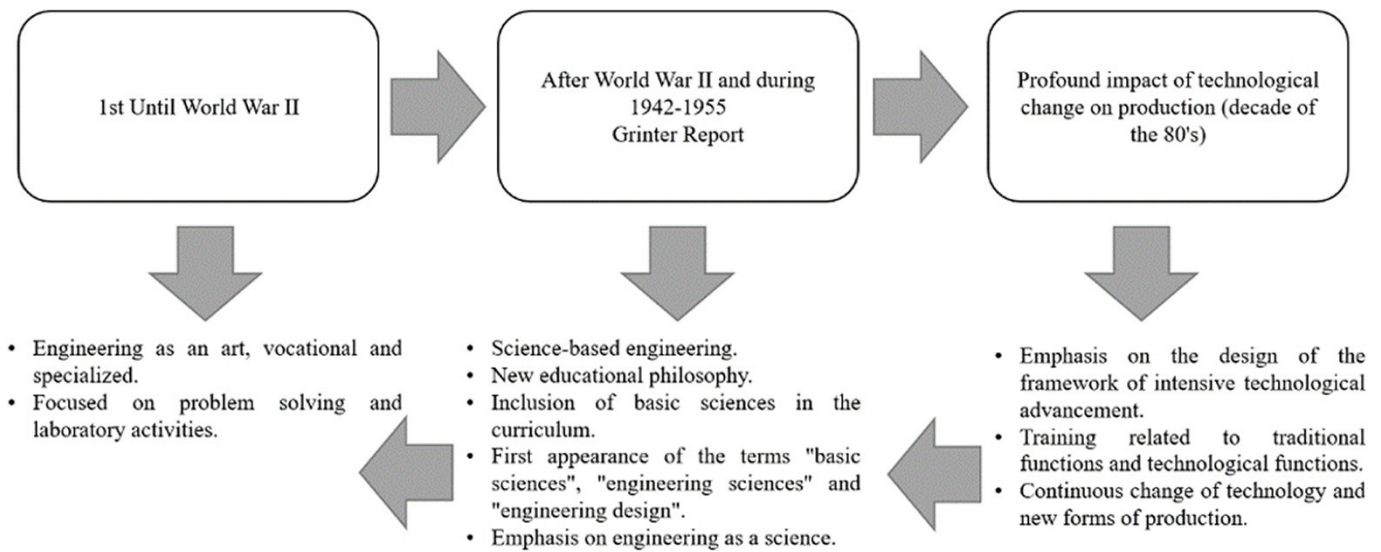 1st Until World War II
After World War II and during
1942-1955
Grinter Report
Profound impact of technological
change on production (decade of
the 80's)
• Engineering as an art, vocational and
specialized.
• Focused on problem solving and
laboratory activities.
• Science-based engineering.
• New educational philosophy.
• Inclusion of basic sciences in the
curriculum.
• First appearance of the terms "basic
sciences", "engineering sciences" and
"engineering design".
• Emphasis on engineering as a science.
• Emphasis on the design of the
framework of intensive technological
advancement.
• Training related to traditional
functions and technological functions.
• Continuous change of technology and
new forms of production.